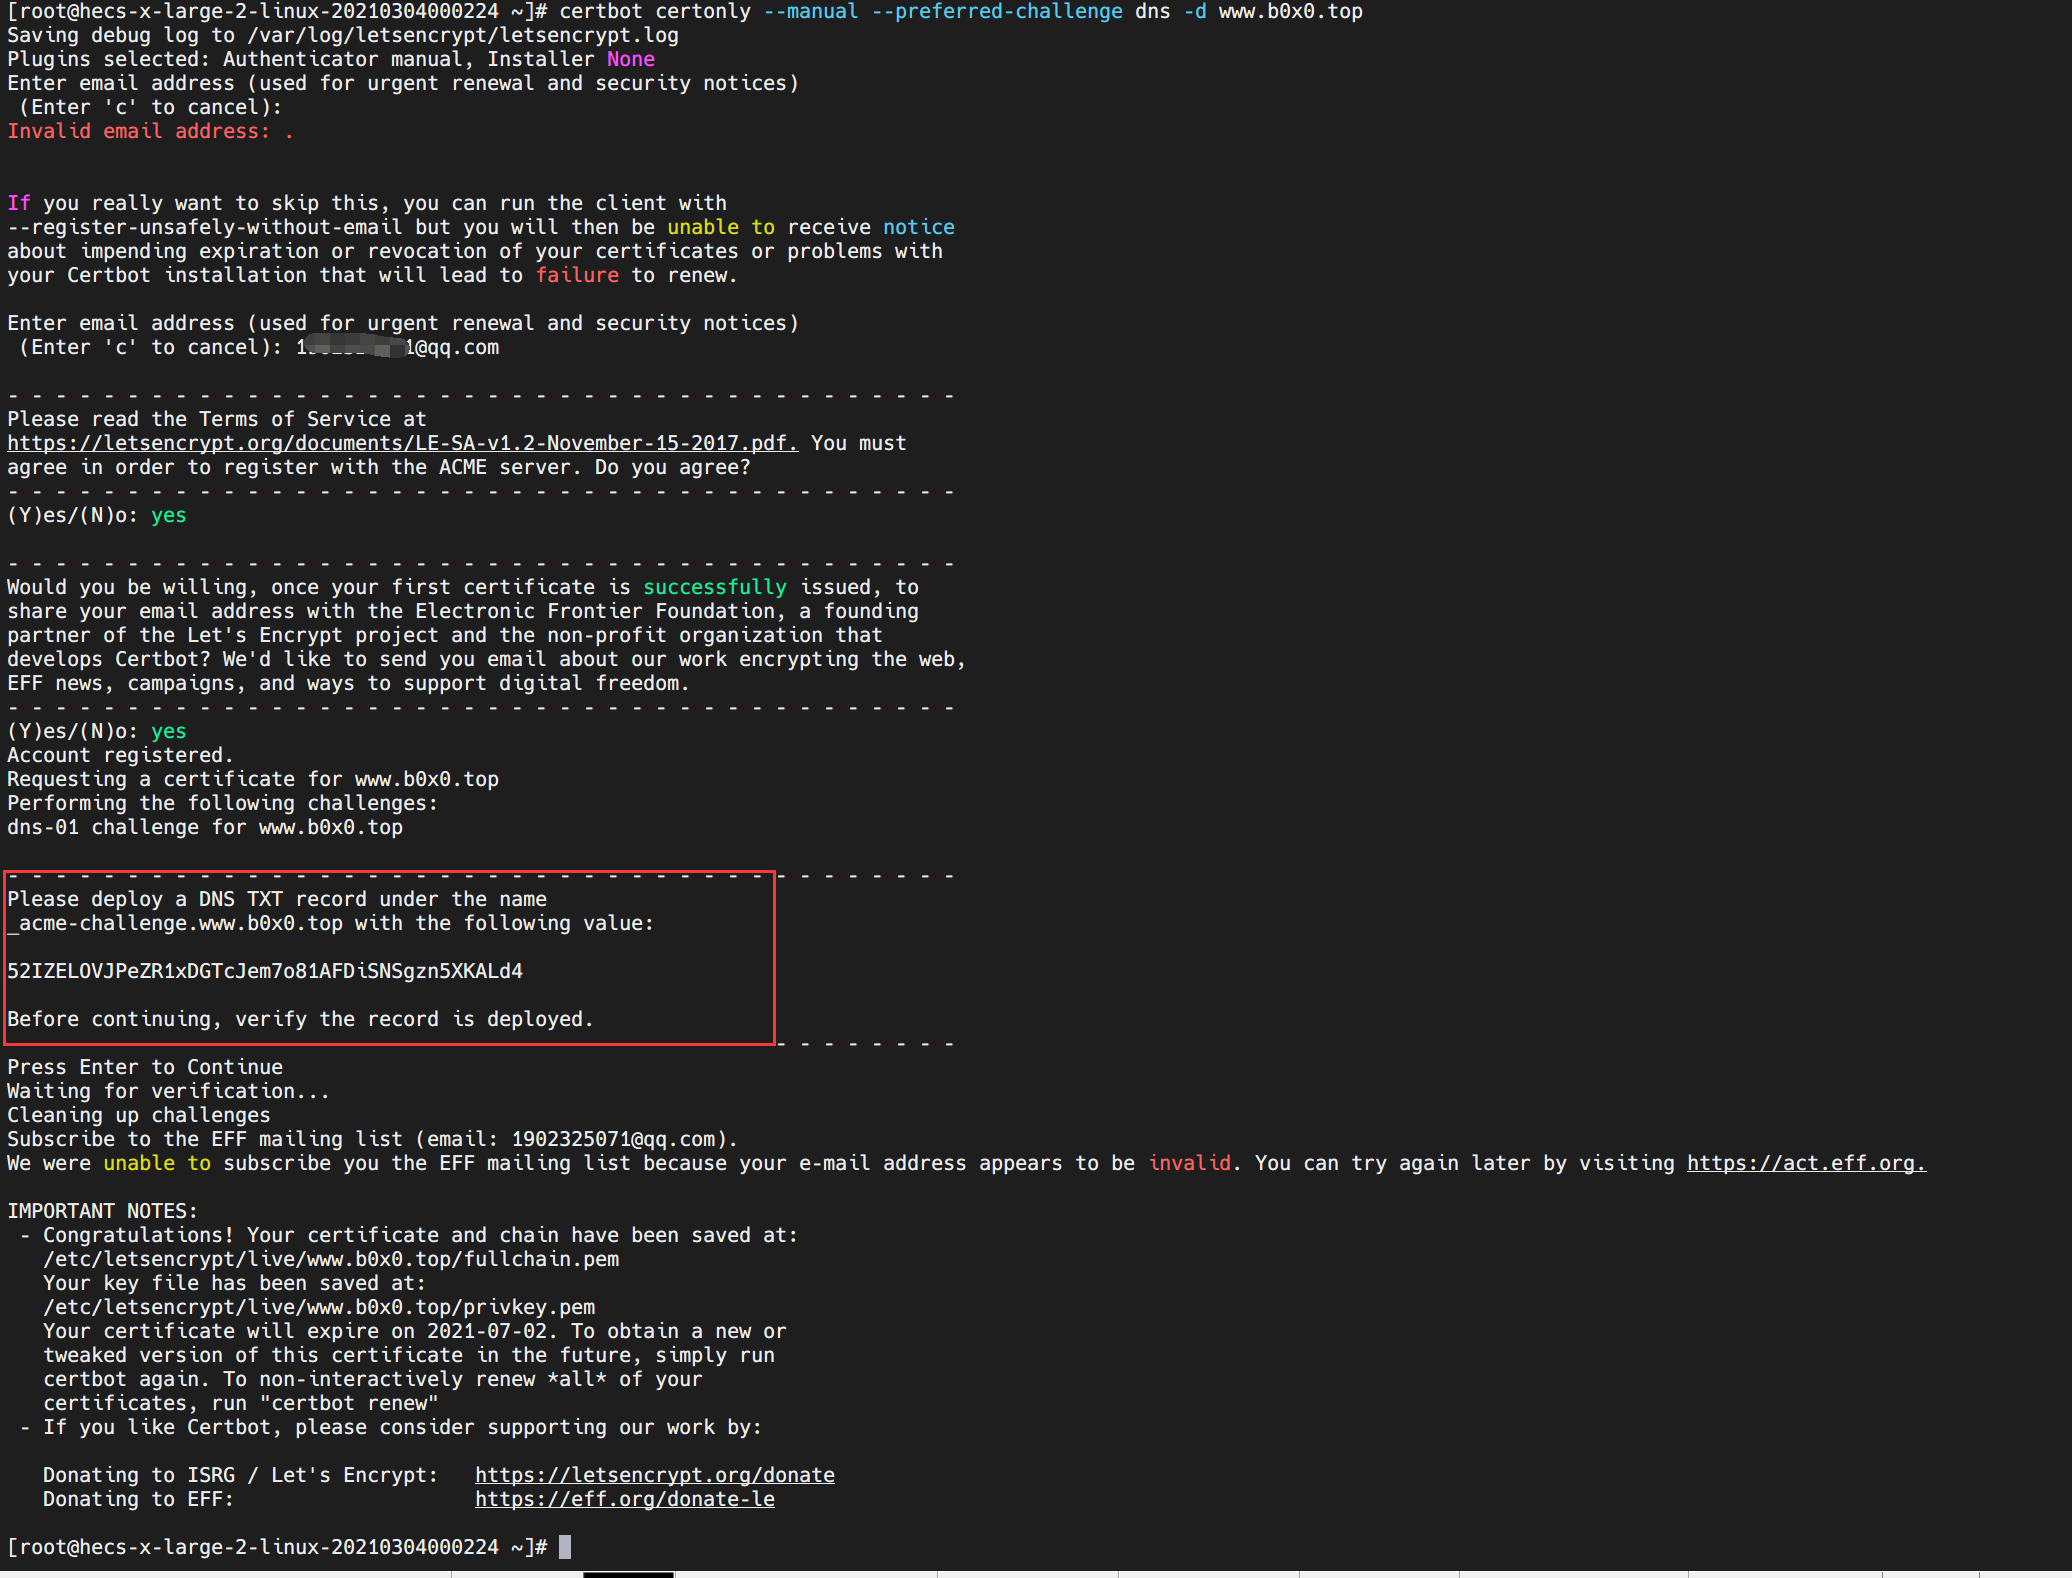 [root@hecs-x-large-2-linux-20210304000224 ~]# certbot certonly --manual --preferred-challenge dns -d www.b0x0.top
Saving debug log to /var/log/letsencrypt/letsencrypt.log
Plugins selected: Authenticator manual, Installer None
Enter email address (used for urgent renewal and security notices)
 (Enter 'c' to cancel):
Invalid email address: .
If you really want to skip this, you can run the client with
--register-unsafely-without-email but you will then be unable to receive notice
about impending expiration or revocation of your certificates or problems with
your Certbot installation that will lead to failure to renew.
Enter email address (used for urgent renewal and security notices)
 (Enter 'c' to cancel): @qq.com
- - - - - - - - - - - - - - - - - - - - - - - - - - - - - - - - - - - - - - - -
Please read the Terms of Service at
https://letsencrypt.org/documents/LE-SA-v1.2-November-15-2017.pdf. You must
agree in order to register with the ACME server. Do you agree?
- - - - - - - - - - - - - - - - - - - - - - - - - - - - - - - - - - - - - - - -
(Y)es/(N)o: yes
- - - - - - - - - - - - - - - - - - - - - - - - - - - - - - - - - - - - - - - -
Would you be willing, once your first certificate is successfully issued, to
share your email address with the Electronic Frontier Foundation, a founding
partner of the Let's Encrypt project and the non-profit organization that
develops Certbot? We'd like to send you email about our work encrypting the web,
EFF news, campaigns, and ways to support digital freedom.
- - - - - - - - - - - - - - - - - - - - - - - - - - - - - - - - - - - - - - - -
(Y)es/(N)o: yes
Account registered.
Requesting a certificate for www.b0x0.top
Performing the following challenges:
dns-01 challenge for www.b0x0.top
- - - - - - - - - - - - - - - - - - - - - - - - - - - - - - - - - - - - - - - -
Please deploy a DNS TXT record under the name
_acme-challenge.www.b0x0.top with the following value:
52IZELOVJPeZR1xDGTcJem7o81AFDiSNSgzn5XKALd4
Before continuing, verify the record is deployed.
- - - - - - - -
Press Enter to Continue
Waiting for verification...
Cleaning up challenges
Subscribe to the EFF mailing list (email: 1902325071@qq.com).
We were unable to subscribe you the EFF mailing list because your e-mail address appears to be invalid. You can try again later by visiting https://act.eff.org.
IMPORTANT NOTES:
 - Congratulations! Your certificate and chain have been saved at:
   /etc/letsencrypt/live/www.b0x0.top/fullchain.pem
   Your key file has been saved at:
   /etc/letsencrypt/live/www.b0x0.top/privkey.pem
   Your certificate will expire on 2021-07-02. To obtain a new or
   tweaked version of this certificate in the future, simply run
   certbot again. To non-interactively renew *all* of your
   certificates, run "certbot renew"
 - If you like Certbot, please consider supporting our work by:
   Donating to ISRG / Let's Encrypt:   https://letsencrypt.org/donate
   Donating to EFF:                    https://eff.org/donate-le
[root@hecs-x-large-2-linux-20210304000224 ~]#